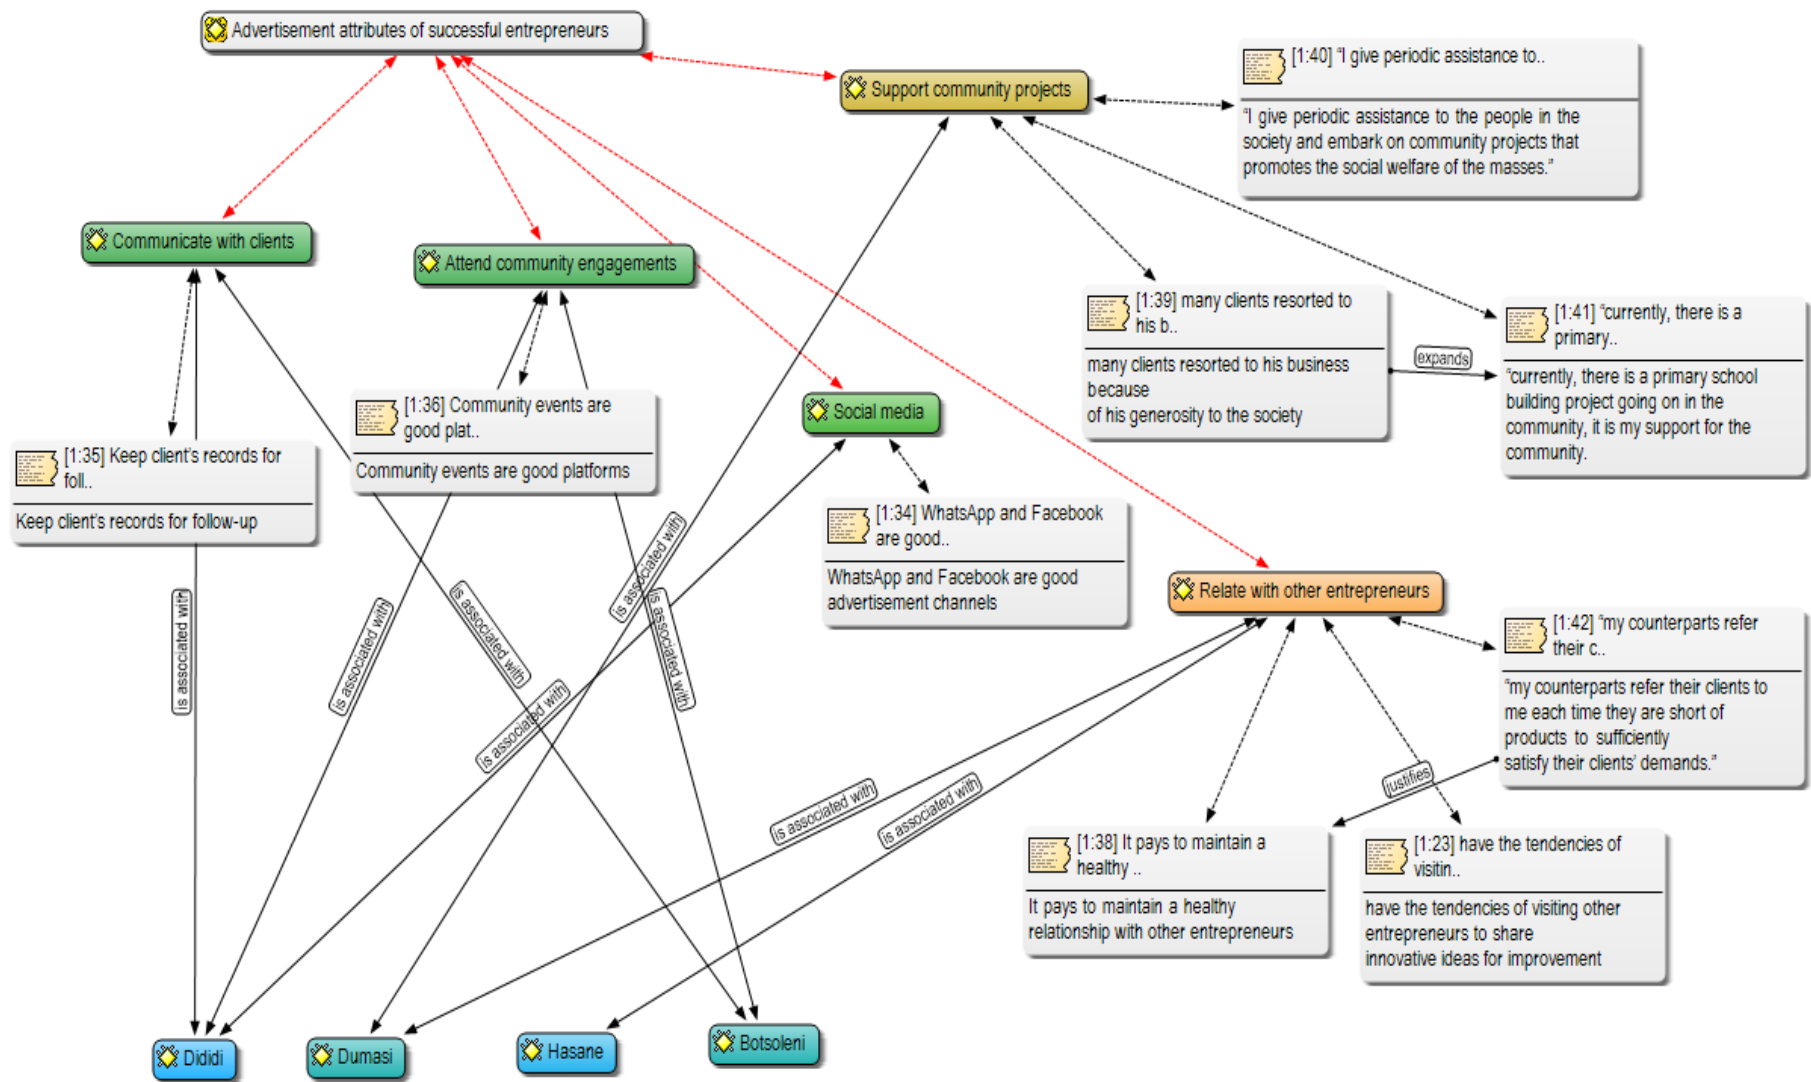 Advertisement attributes of successful entrepreneurs
Support community projects
[1:40] “I give periodic assistance to..
“I give periodic assistance to the people in the
society and embark on community projects that
promotes the social welfare of the masses.”
Communicate with clients
Attend community engagements
[1:39] many clients resorted to
his b..
many clients resorted to his business
because
of his generosity to the society
expands
[1:41] “currently, there is a
primary..
“currently, there is a primary school
building project going on in the
community, it is my support for the
community.
Social media
[1:36] Community events are
good plat..
Community events are good platforms
[1:35] Keep client's records for
foll..
Keep client's records for follow-up
[1:34] WhatsApp and Facebook
are good..
WhatsApp and Facebook are good
advertisement channels
Relate with other entrepreneurs
[1:42] “my counterparts refer
their c..
“my counterparts refer their clients to
me each time they are short of
products to sufficiently
satisfy their clients' demands.”
is associated with
is associated with
is associated with
is associated with
is associated with
is associated with
is associated with
is associated with
justifies
[1:38] It pays to maintain a
healthy ..
It pays to maintain a healthy
relationship with other entrepreneurs
[1:23] have the tendencies of
visitin..
have the tendencies of visiting other
entrepreneurs to share
innovative ideas for improvement
Dididi
Dumasi
Hasane
Botsoleni